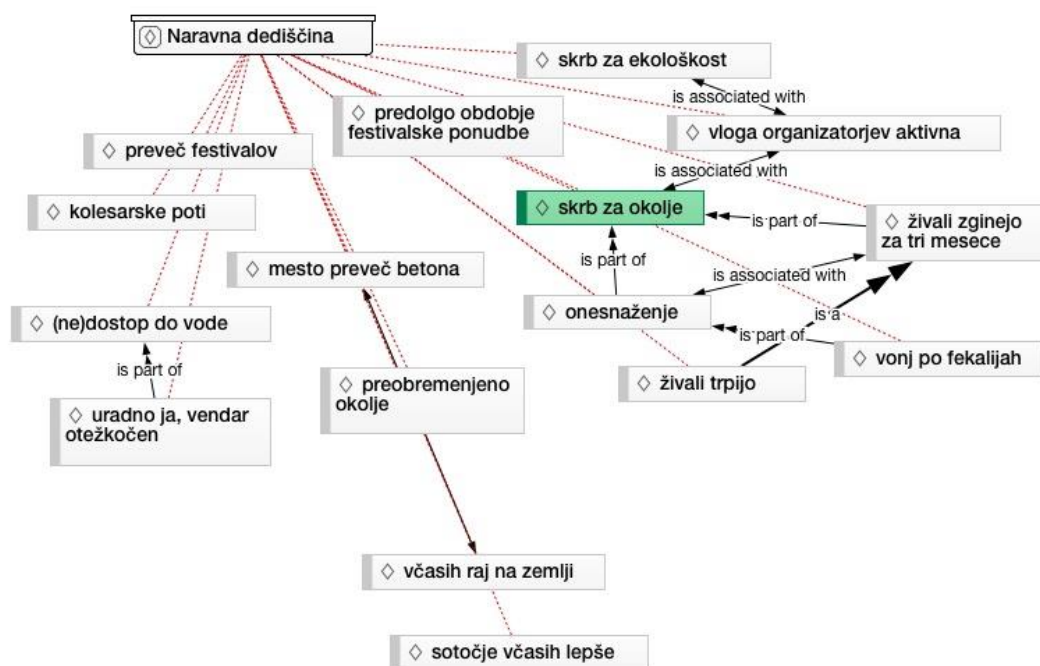 Naravna dediščina
skrb za ekološkost
is associated with
predolgo obdobje
festivalske ponudbe
vloga organizatorjev aktivna
preveč festivalov
is associated with
kolesarske poti
skrb za okolje
živali zginejo
za tri mesece
is part of
mesto preveč betona
is part of
is associated with
(ne)dostop do vode
onesnaženje
is a
is part of
vonj po fekalijah
is part of
živali trpijo
preobremenjeno
okolje
uradno ja, vendar
otežkočen
včasih raj na zemlji
sotočje včasih lepše